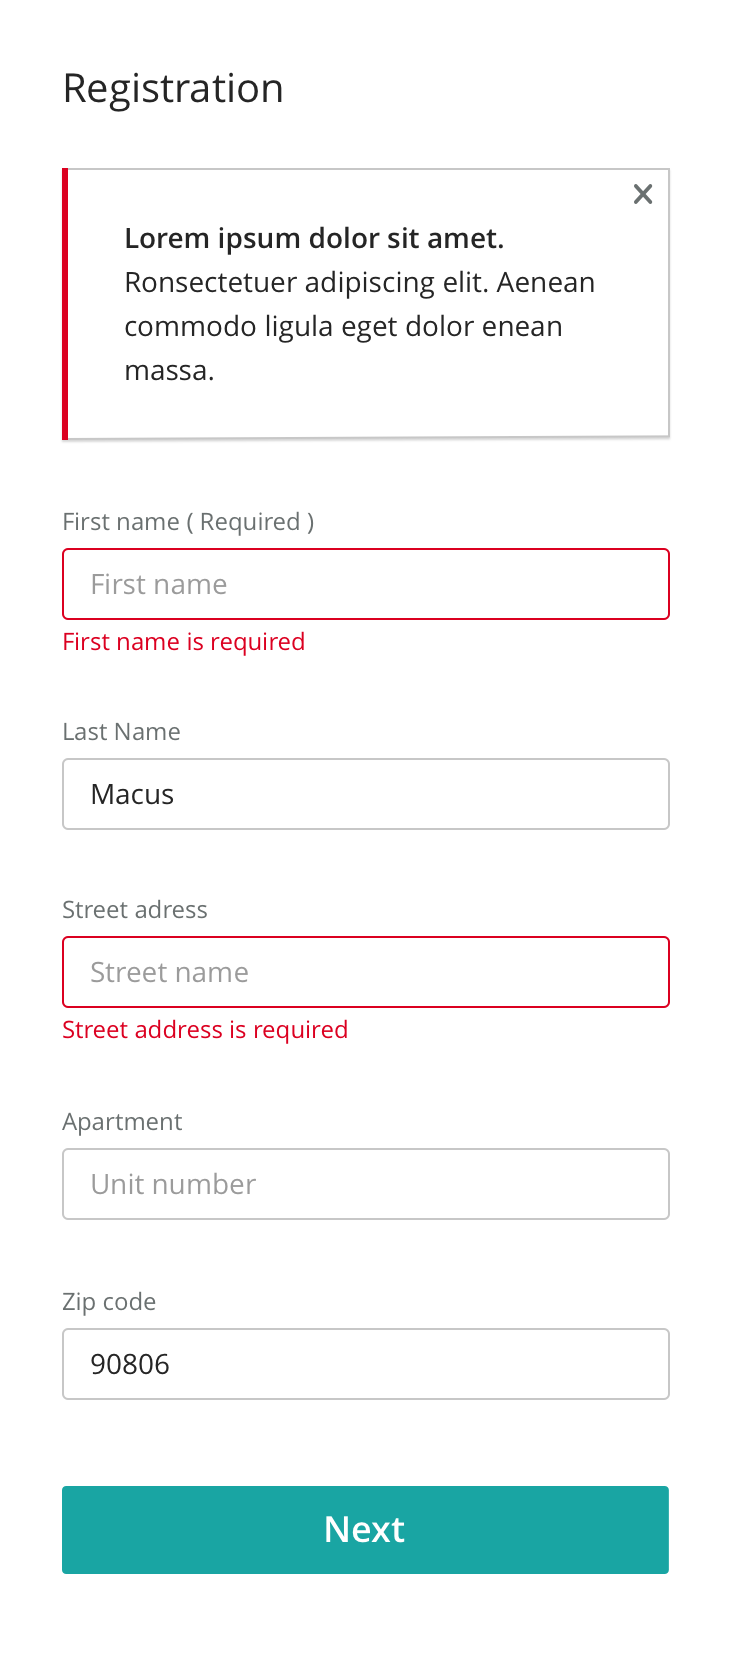 Registration
Lorem ipsum dolor sit amet.
Ronsectetuer adipiscing elit. Aenean
commodo ligula eget dolor enean
massa.
First name ( Required )
First name
First name is required
Last Name
Macus
Street adress
Street name
Street address is required
Apartment
Unit number
Zip code
90806
Next